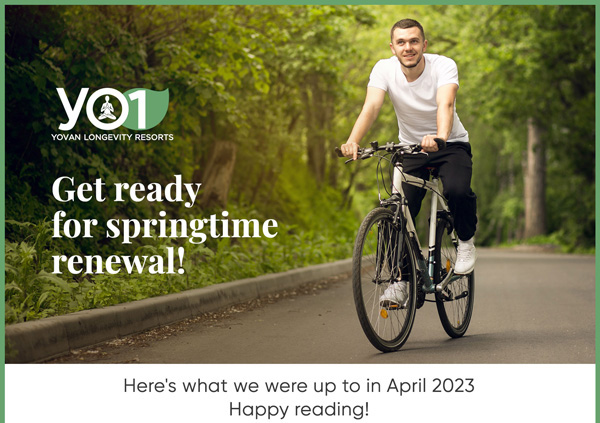 YO1
YOVAN LONGEVITY RESORTS
Get ready
for springtime
renewal!
Here's what we were up to in April 2023
Happy reading!